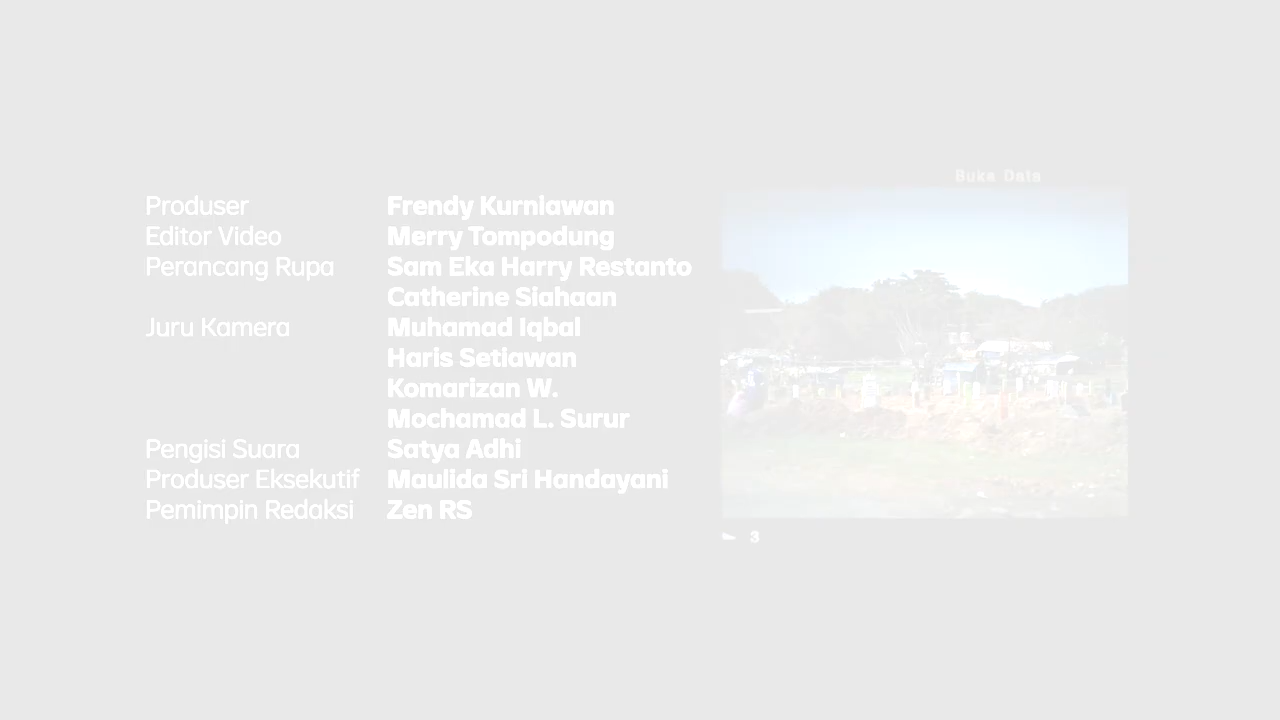 Buka Data
Produser Frendy Kurniawan
Editor Video Merry Tompodung
Perancang Rupa Sam Eka Harry Restanto
Catherine Siahaan
Juru Kamera Muhamad Iqbal
Haris Setiawan
Komarizan W.
Mochamad L. Surur
Pengisi Suara Satya Adhi
Produser Eksekutif Maulida Sri Handayani
Pemimpin Redaksi Zen RS
3